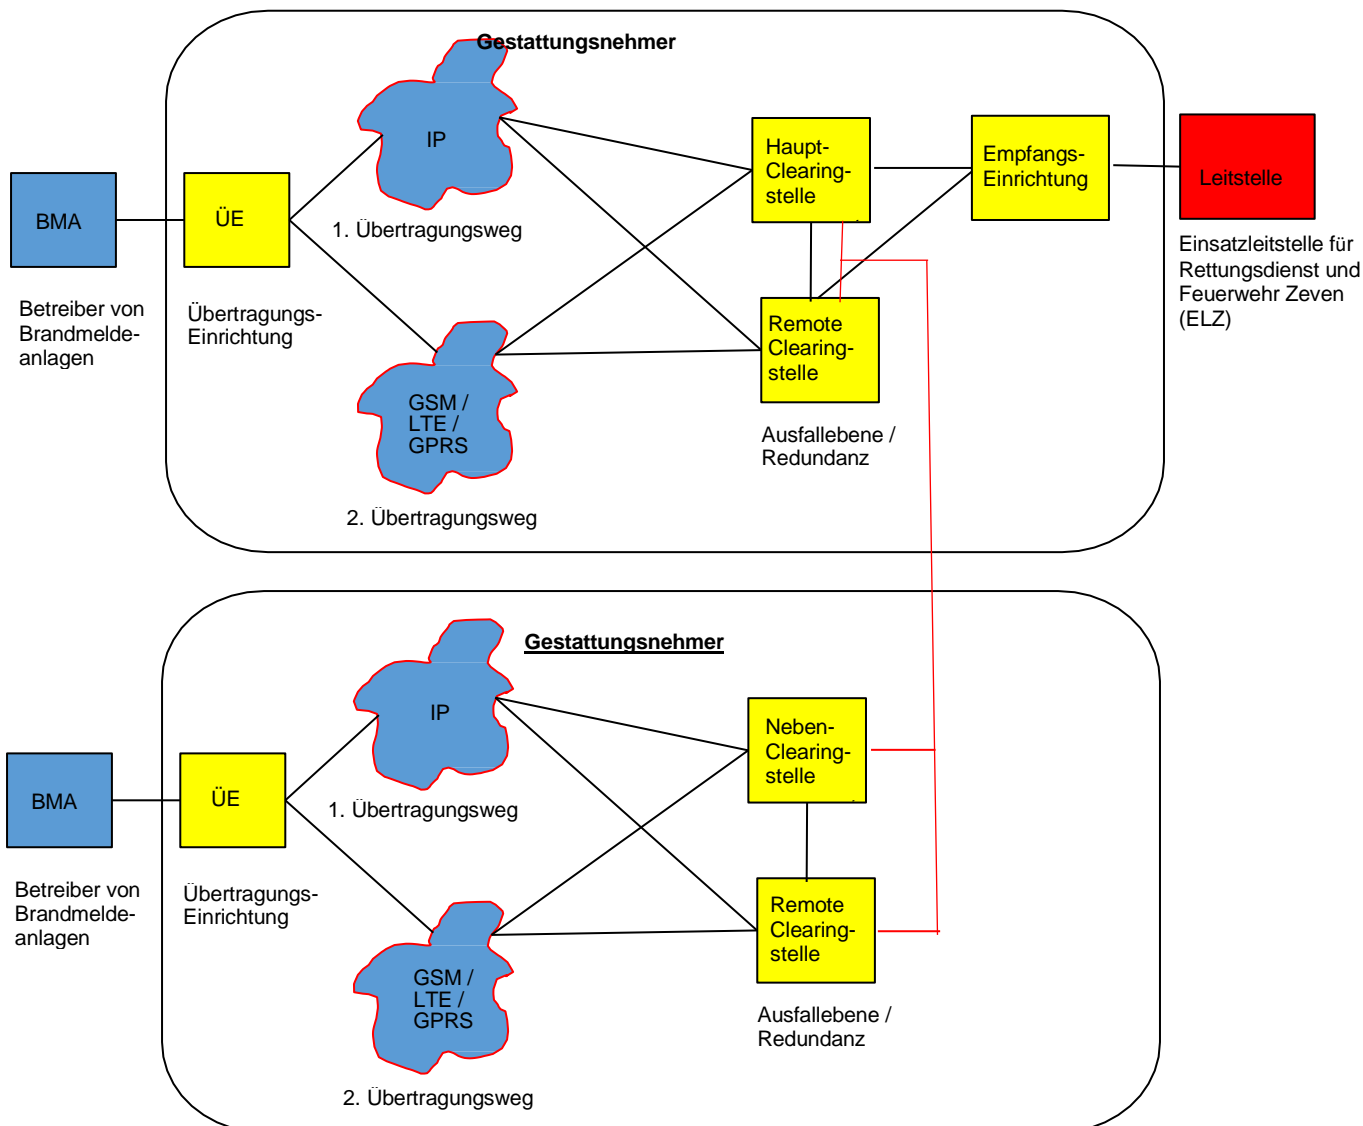 Gestattungsnehmer
IP
Haupt-
Clearing-
stelle
Empfangs-
Einrichtung
Leitstelle
BMA
ÜE
1. Übertragungsweg
Einsatzleitstelle für
Rettungsdienst und
Feuerwehr Zeven
(ELZ)
Betreiber von
Brandmelde-
anlagen
Übertragungs-
Einrichtung
Remote
Clearing-
stelle
GSM /
LTE /
GPRS
Ausfallebene /
Redundanz
2. Übertragungsweg
Gestattungsnehmer
IP
Neben-
Clearing-
stelle
BMA
ÜE
1. Übertragungsweg
Betreiber von
Brandmelde-
anlagen
Übertragungs-
Einrichtung
Remote
Clearing-
stelle
GSM /
LTE /
GPRS
Ausfallebene /
Redundanz
2. Übertragungsweg